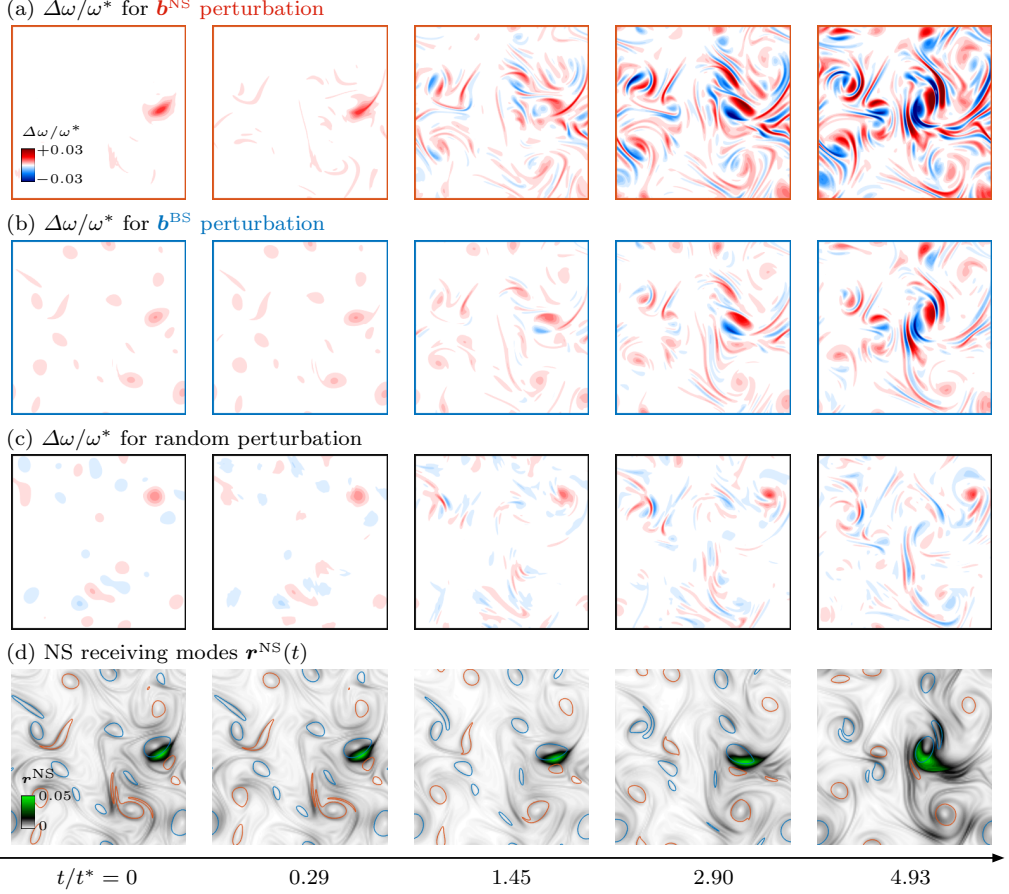 (a) Δω/ω* for b^NS perturbation
Δω/ω*
+0.03
−0.03
(b) Δω/ω* for b^BS perturbation
(c) Δω/ω* for random perturbation
(d) NS receiving modes r^NS(t)
r^NS
0.05
0
t/t* = 0 0.29 1.45 2.90 4.93